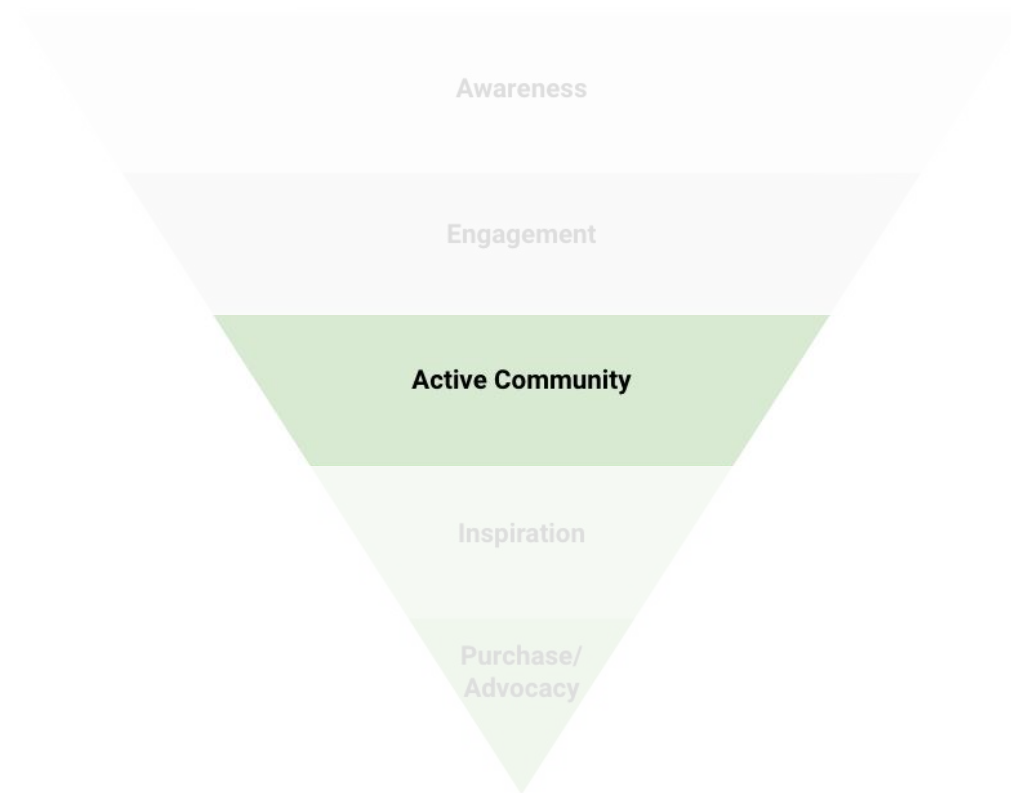 Awareness
Engagement
Active Community
Inspiration
Purchase/
Advocacy